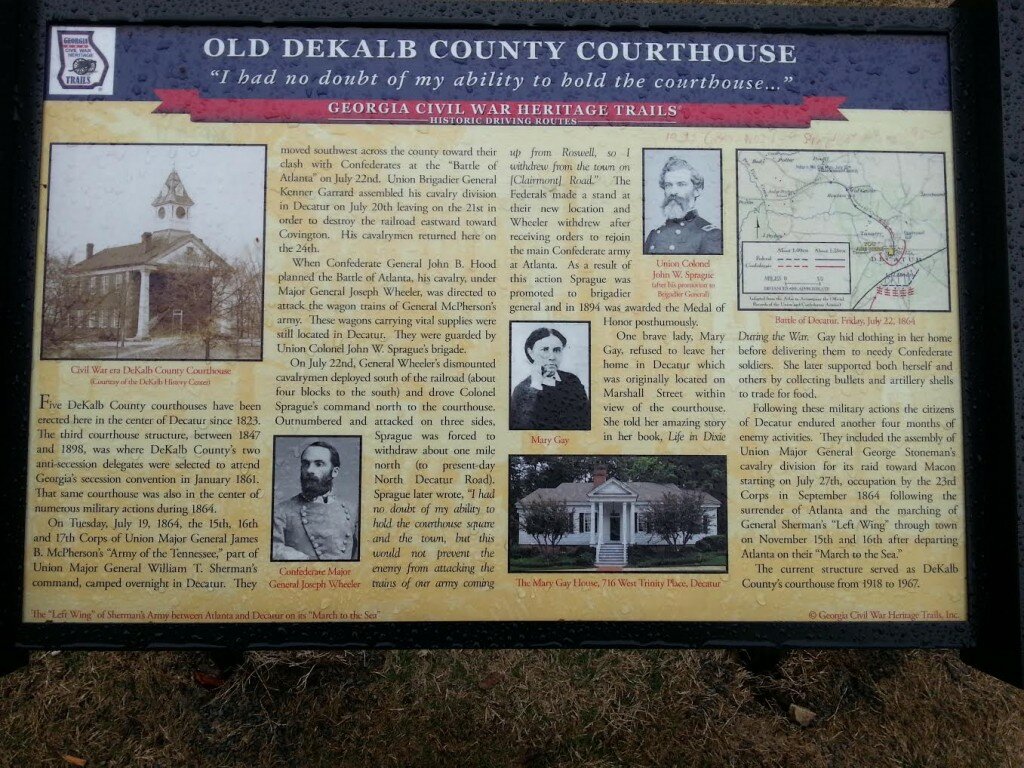 GEORGIA
CIVIL WAR
HERITAGE
TRAILS
OLD DEKALB COUNTY COURTHOUSE
"I had no doubt of my ability to hold the courthouse..."
GEORGIA CIVIL WAR HERITAGE TRAILS
HISTORIC DRIVING ROUTES
Civil War era DeKalb County Courthouse
(Courtesy of the DeKalb History Center)
Five DeKalb County courthouses have been
erected here in the center of Decatur since 1823.
The third courthouse structure, between 1847
and 1898, was where DeKalb County's two
anti-secession delegates were selected to attend
Georgia's secession convention in January 1861.
That same courthouse was also in the center of
numerous military actions during 1864.
On Tuesday, July 19, 1864, the 15th, 16th
and 17th Corps of Union Major General James
B. McPherson's "Army of the Tennessee," part of
Union Major General William T. Sherman's
command, camped overnight in Decatur. They
moved southwest across the county toward their
clash with Confederates at the "Battle of
Atlanta" on July 22nd. Union Brigadier General
Kenner Garrard assembled his cavalry division
in Decatur on July 20th leaving on the 21st in
order to destroy the railroad eastward toward
Covington. His cavalrymen returned here on
the 24th.
When Confederate General John B. Hood
planned the Battle of Atlanta, his cavalry, under
Major General Joseph Wheeler, was directed to
attack the wagon trains of General McPherson's
army. These wagons carrying vital supplies were
still located in Decatur. They were guarded by
Union Colonel John W. Sprague's brigade.
On July 22nd, General Wheeler's dismounted
cavalrymen deployed south of the railroad (about
four blocks to the south) and drove Colonel
Sprague's command north to the courthouse.
Outnumbered and attacked on three sides,
Sprague was forced to
withdraw about one mile
north (to present-day
North Decatur Road).
Sprague later wrote, "I had
no doubt of my ability to
hold the courthouse square
and the town, but this
would not prevent the
enemy from attacking the
trains of our army coming
Confederate Major
General Joseph Wheeler
up from Roswell, so I
withdrew from the town on
[Clairmont] Road." The
Federals made a stand at
their new location and
Wheeler withdrew after
receiving orders to rejoin
the main Confederate army
at Atlanta. As a result of
this action Sprague was
promoted to brigadier
general and in 1894 was awarded the Medal of
Honor posthumously.
Union Colonel
John W. Sprague
(after his promotion to
Brigadier General)
One brave lady, Mary
Gay, refused to leave her
home in Decatur which
was originally located on
Marshall Street within
view of the courthouse.
She told her amazing story
in her book, Life in Dixie
Mary Gay
The Mary Gay House, 716 West Trinity Place, Decatur
DECATUR
Battle of Decatur, Friday, July 22, 1864
During the War. Gay hid clothing in her home
before delivering them to needy Confederate
soldiers. She later supported both herself and
others by collecting bullets and artillery shells
to trade for food.
Following these military actions the citizens
of Decatur endured another four months of
enemy activities. They included the assembly of
Union Major General George Stoneman's
cavalry division for its raid toward Macon
starting on July 27th, occupation by the 23rd
Corps in September 1864 following the
surrender of Atlanta and the marching of
General Sherman's "Left Wing" through town
on November 15th and 16th after departing
Atlanta on their "March to the Sea."
The current structure served as DeKalb
County's courthouse from 1918 to 1967.
The "Left Wing" of Sherman's Army between Atlanta and Decatur on its "March to the Sea"
© Georgia Civil War Heritage Trails, Inc.